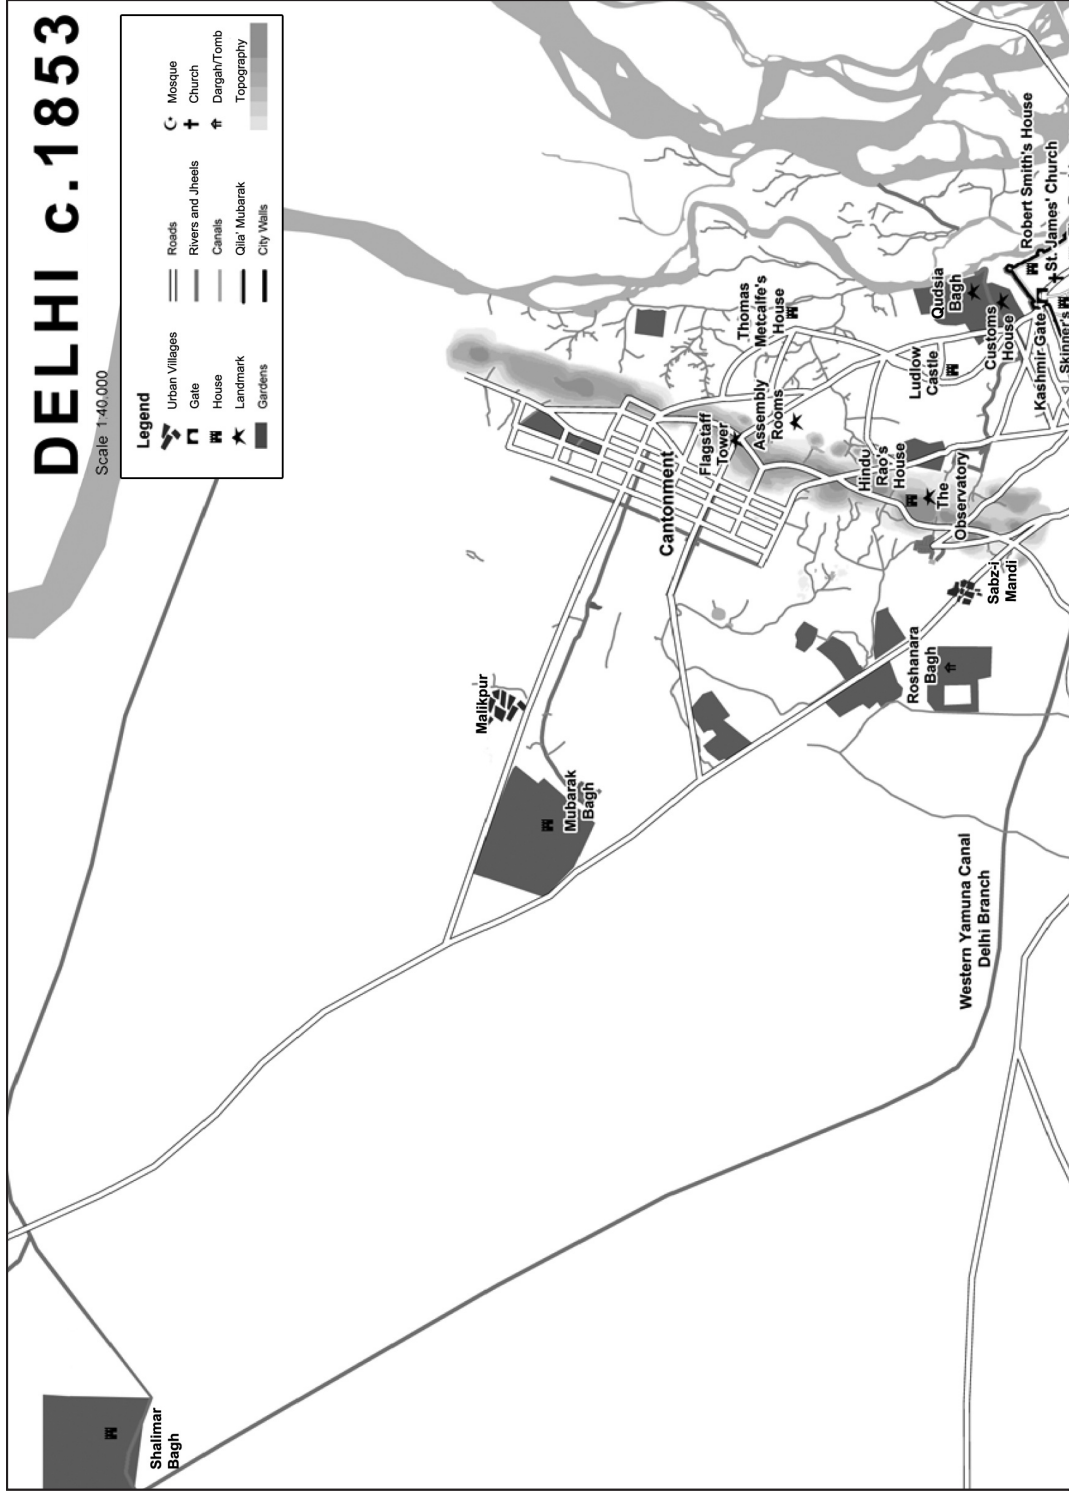 DELHI c.1853
Scale 1:40.000
Legend
Urban Villages
Gate
House
Landmark
Gardens
Roads
Rivers and Jheels
Canals
Qila' Mubarak
City Walls
Mosque
Church
Dargah/Tomb
Topography
Shalimar
Bagh
Malikpur
Mubarak
Bagh
Cantonment
Flagstaff
Tower
Assembly
Rooms
Thomas
Metcalfe's
House
Hindu
Rao's
House
The
Observatory
Ludlow
Castle
Qudsia
Bagh
Customs
House
Kashmir Gate
Robert Smith's House
St. James' Church
Skinner's
Sabz-i
Mandi
Roshanara
Bagh
Western Yamuna Canal
Delhi Branch